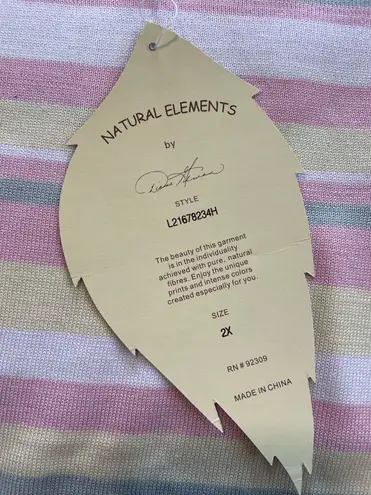 NATURAL ELEMENTS
by
STYLE
L21678234H
The beauty of this garment
is in the individuality
achieved with pure, natural
fibres. Enjoy the unique
prints and intense colors
created especially for you.
SIZE
2X
RN # 92309
MADE IN CHINA